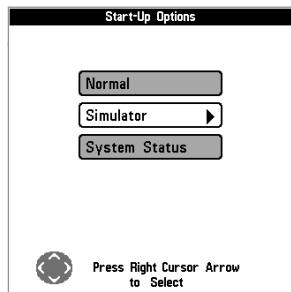 Start-Up Options
Normal
Simulator
System Status
Press Right Cursor Arrow
to Select